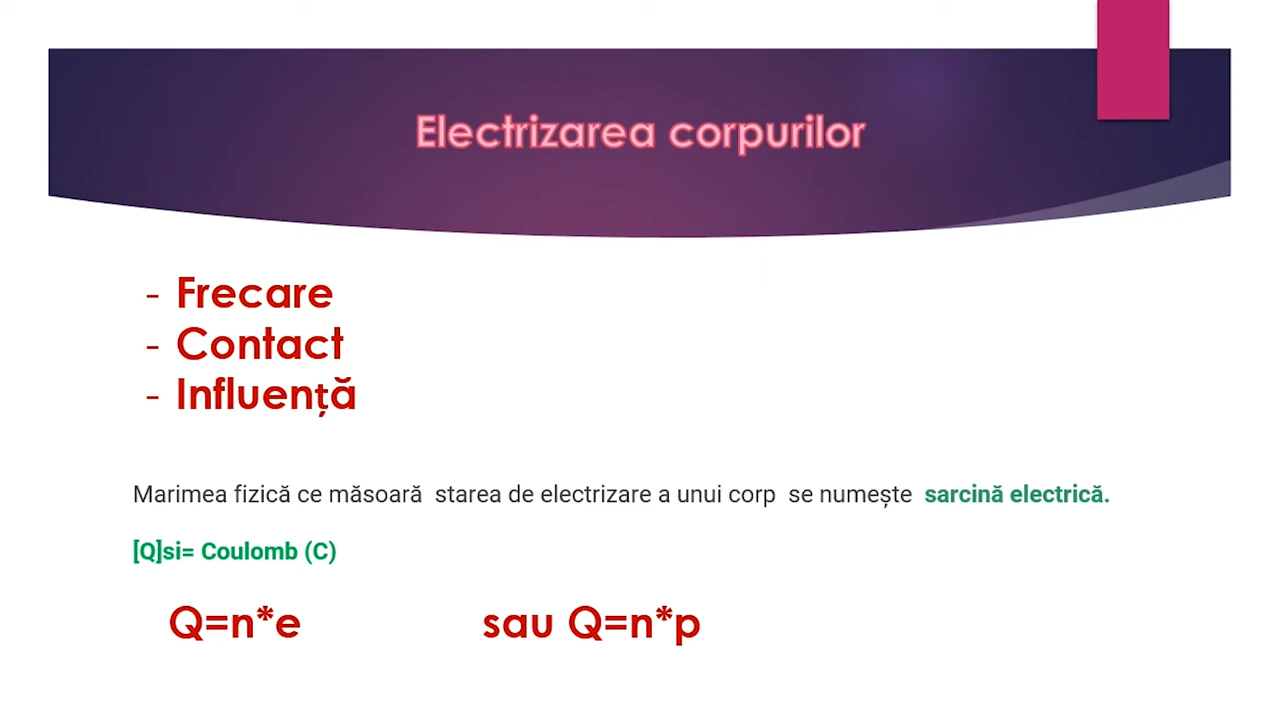 Electrizarea corpurilor
- Frecare
- Contact
- Influență
Marimea fizică ce măsoară starea de electrizare a unui corp se numește sarcină electrică.
[Q]si= Coulomb (C)
Q=n*e sau Q=n*p